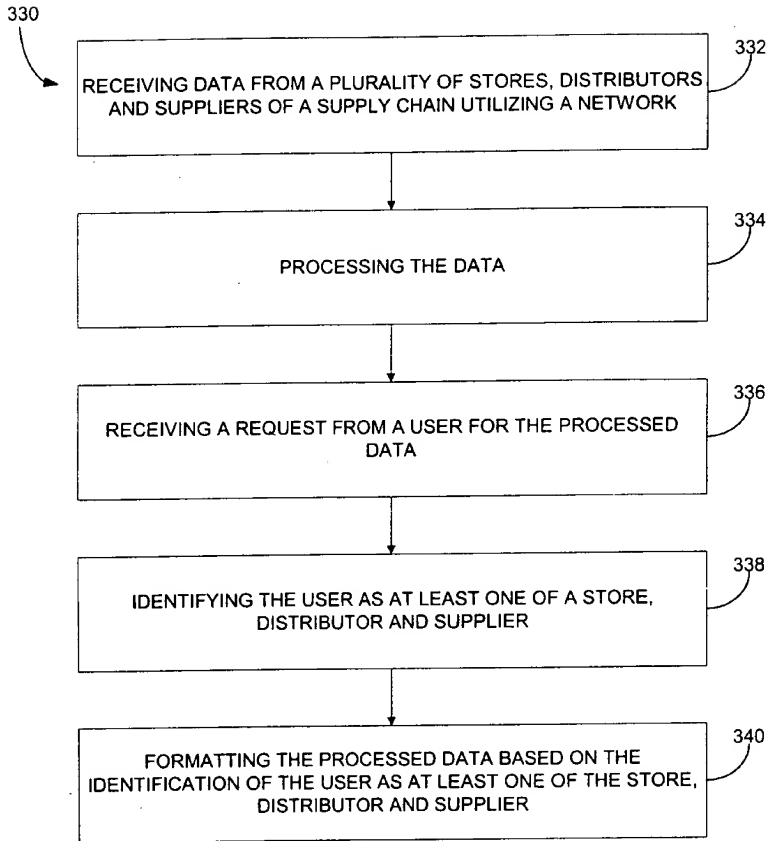 330
332
RECEIVING DATA FROM A PLURALITY OF STORES, DISTRIBUTORS
AND SUPPLIERS OF A SUPPLY CHAIN UTILIZING A NETWORK
334
PROCESSING THE DATA
336
RECEIVING A REQUEST FROM A USER FOR THE PROCESSED
DATA
338
IDENTIFYING THE USER AS AT LEAST ONE OF A STORE,
DISTRIBUTOR AND SUPPLIER
340
FORMATTING THE PROCESSED DATA BASED ON THE
IDENTIFICATION OF THE USER AS AT LEAST ONE OF THE STORE,
DISTRIBUTOR AND SUPPLIER